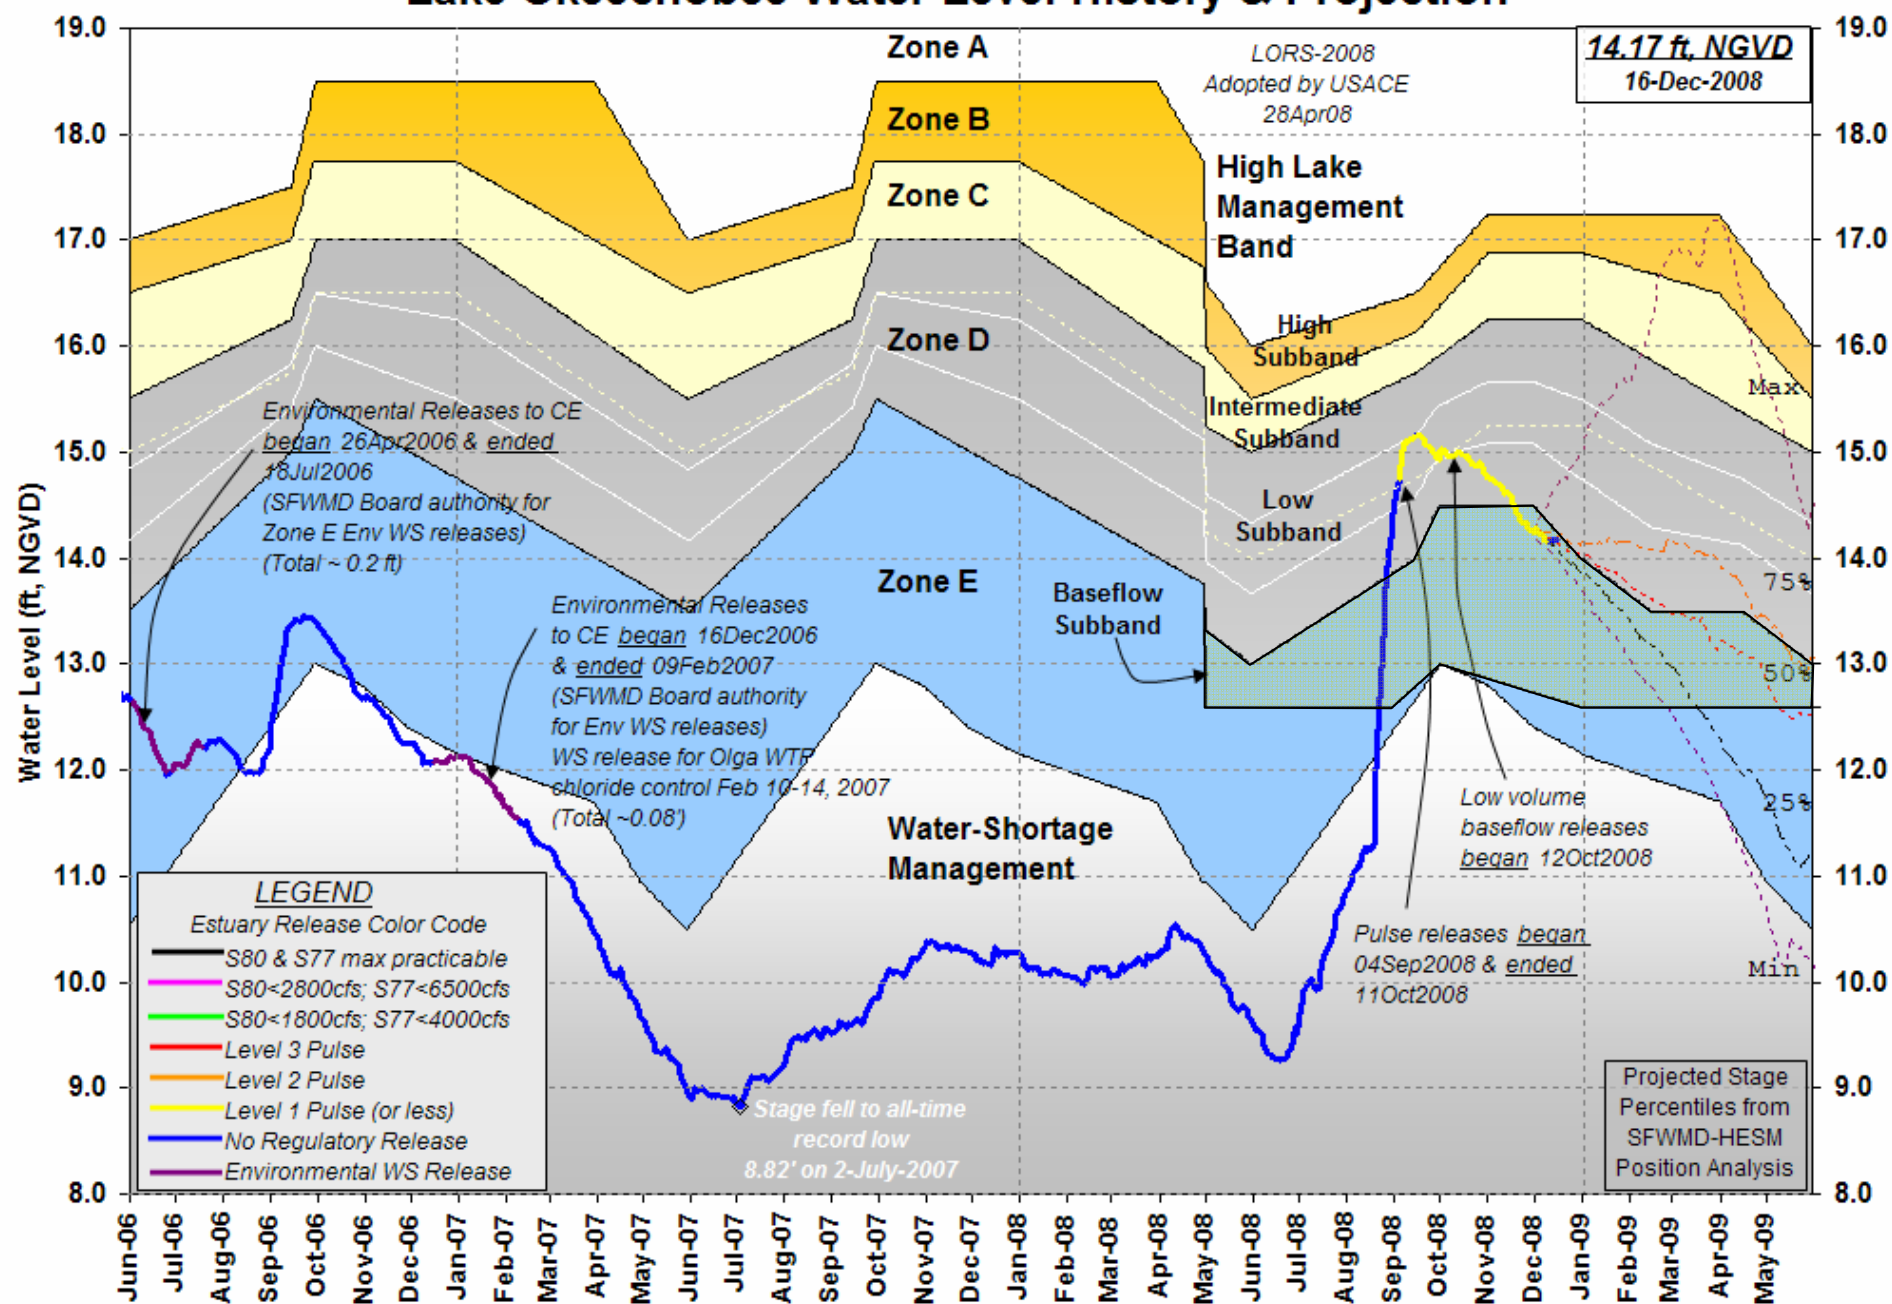 Lake Okeechobee Water Level History & Projection
19.0
18.0
17.0
16.0
15.0
14.0
13.0
12.0
11.0
10.0
9.0
8.0
Water Level (ft, NGVD)
19.0
18.0
17.0
16.0
15.0
14.0
13.0
12.0
11.0
10.0
9.0
8.0
Zone A
Zone B
Zone C
Zone D
Zone E
Water-Shortage
Management
LORS-2008
Adopted by USACE
28Apr08
14.17 ft, NGVD
16-Dec-2008
High Lake
Management
Band
High
Subband
Intermediate
Subband
Low
Subband
Baseflow
Subband
Environmental Releases to CE
began 26Apr2006 & ended
18Jul2006
(SFWMD Board authority for
Zone E Env WS releases)
(Total ~ 0.2 ft)
Environmental Releases
to CE began 16Dec2006
& ended 09Feb2007
(SFWMD Board authority
for Env WS releases)
WS release for Olga WTP
chloride control Feb 10-14, 2007
(Total ~0.08')
Max
75%
50%
25%
Min
Low volume
baseflow releases
began 12Oct2008
Pulse releases began
04Sep2008 & ended
11Oct2008
Stage fell to all-time
record low
8.82' on 2-July-2007
LEGEND
Estuary Release Color Code
S80 & S77 max practicable
S80<2800cfs; S77<6500cfs
S80<1800cfs; S77<4000cfs
Level 3 Pulse
Level 2 Pulse
Level 1 Pulse (or less)
No Regulatory Release
Environmental WS Release
Projected Stage
Percentiles from
SFWMD-HESM
Position Analysis
Jun-06
Jul-06
Aug-06
Sep-06
Oct-06
Nov-06
Dec-06
Jan-07
Feb-07
Mar-07
Apr-07
May-07
Jun-07
Jul-07
Aug-07
Sep-07
Oct-07
Nov-07
Dec-07
Jan-08
Feb-08
Mar-08
Apr-08
May-08
Jun-08
Jul-08
Aug-08
Sep-08
Oct-08
Nov-08
Dec-08
Jan-09
Feb-09
Mar-09
Apr-09
May-09